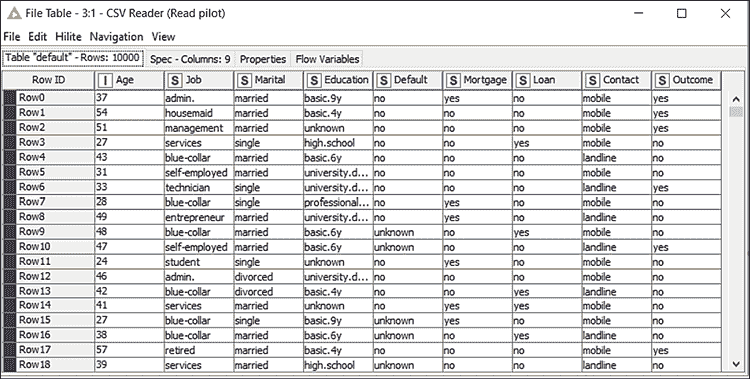 File Table - 3:1 - CSV Reader (Read pilot)
File Edit Hilite Navigation View
Table "default" - Rows: 10000 Spec - Columns: 9 Properties Flow Variables
Row ID I Age S Job S Marital S Education S Default S Mortgage S Loan S Contact S Outcome
Row0 37 admin. married basic.9y no yes no mobile yes
Row1 54 housemaid married basic.4y no no no mobile yes
Row2 51 management married unknown no no no mobile yes
Row3 27 services single high.school no no yes mobile no
Row4 43 blue-collar married basic.6y no no no landline no
Row5 31 self-employed married university.d... no no no mobile no
Row6 33 technician single university.d... no no no landline yes
Row7 28 blue-collar single professional... no yes no mobile no
Row8 49 entrepreneur married university.d... no yes no landline no
Row9 48 blue-collar married basic.6y unknown no yes mobile no
Row10 47 self-employed married basic.6y unknown no no landline yes
Row11 24 student single unknown no yes no mobile no
Row12 46 admin. divorced university.d... no no no mobile no
Row13 42 blue-collar divorced basic.4y no no yes landline no
Row14 41 services married unknown no yes yes mobile no
Row15 27 blue-collar single basic.9y unknown yes no mobile no
Row16 38 blue-collar married basic.6y unknown no yes landline no
Row17 57 retired married basic.4y no no no mobile yes
Row18 39 services married high.school unknown no no landline no